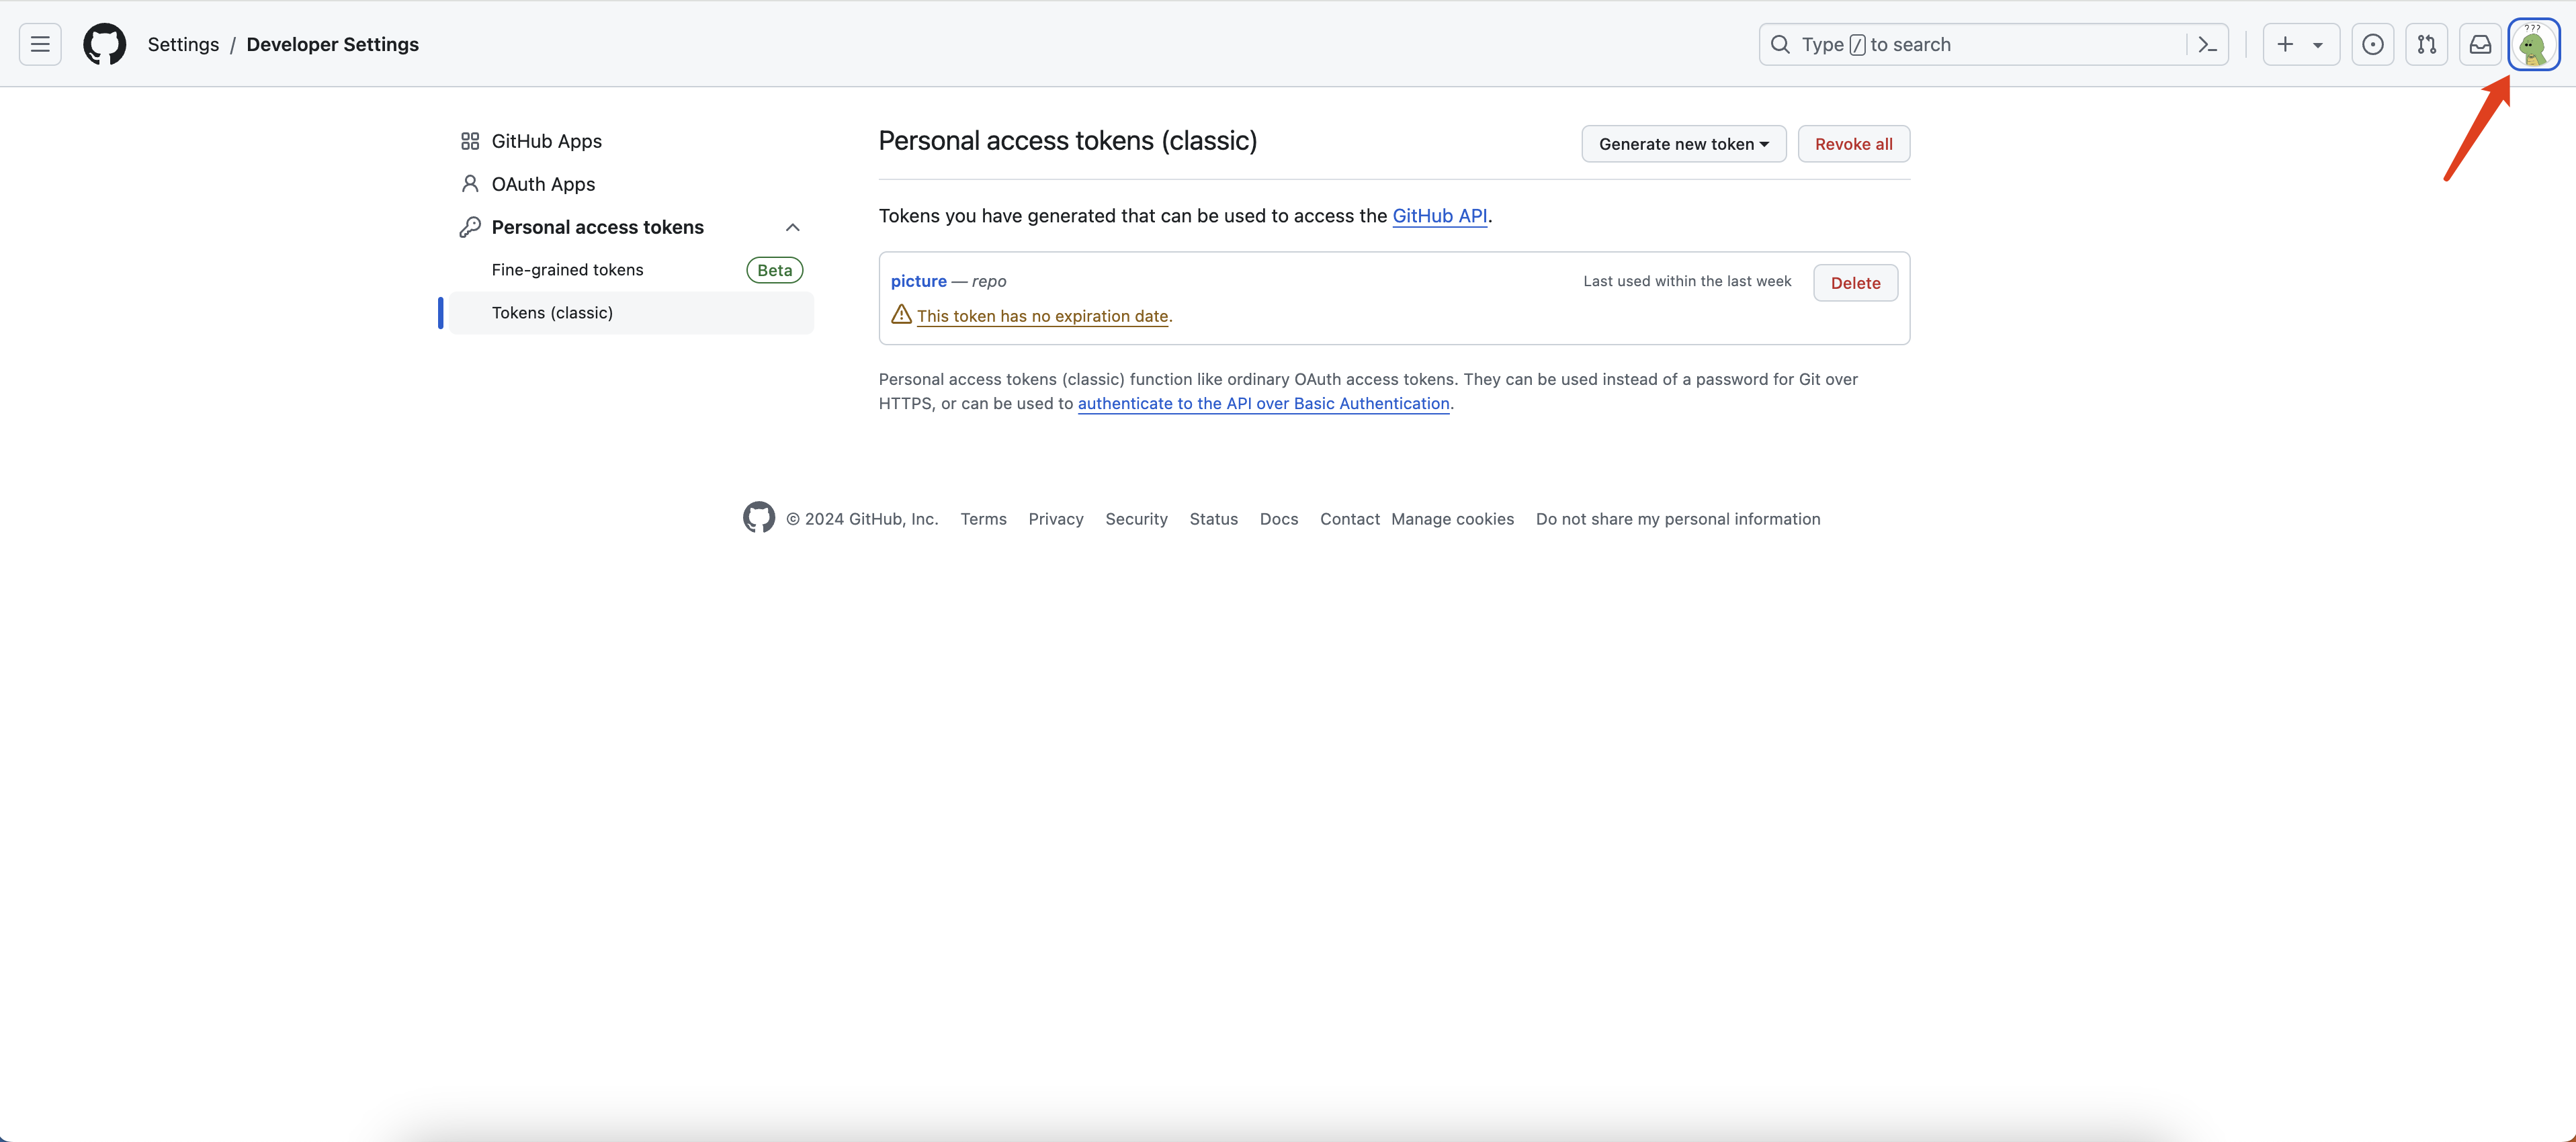 Settings / Developer Settings
Type / to search
???
GitHub Apps
OAuth Apps
Personal access tokens
Fine-grained tokens Beta
Tokens (classic)
Personal access tokens (classic)
Generate new token
Revoke all
Tokens you have generated that can be used to access the GitHub API.
picture — repo
Last used within the last week
Delete
This token has no expiration date.
Personal access tokens (classic) function like ordinary OAuth access tokens. They can be used instead of a password for Git over
HTTPS, or can be used to authenticate to the API over Basic Authentication.
© 2024 GitHub, Inc. Terms Privacy Security Status Docs Contact Manage cookies Do not share my personal information